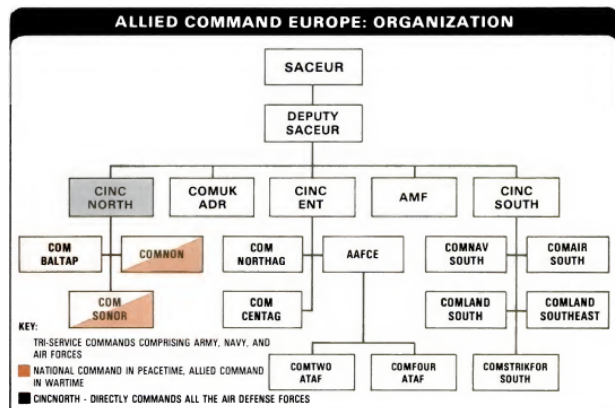 ALLIED COMMAND EUROPE: ORGANIZATION
SACEUR
DEPUTY
SACEUR
CINC
NORTH
COMUK
ADR
CINC
ENT
AMF
CINC
SOUTH
COM
BALTAP
COMNON
COM
NORTHAG
AAFCE
COMNAV
SOUTH
COMAIR
SOUTH
COM
SONOR
COM
CENTAG
COMLAND
SOUTH
COMLAND
SOUTHEAST
KEY:
TRI-SERVICE COMMANDS COMPRISING ARMY, NAVY, AND
AIR FORCES
NATIONAL COMMAND IN PEACETIME, ALLIED COMMAND
IN WARTIME
CINCNORTH - DIRECTLY COMMANDS ALL THE AIR DEFENSE FORCES
COMTWO
ATAF
COMFOUR
ATAF
COMSTRIKFOR
SOUTH